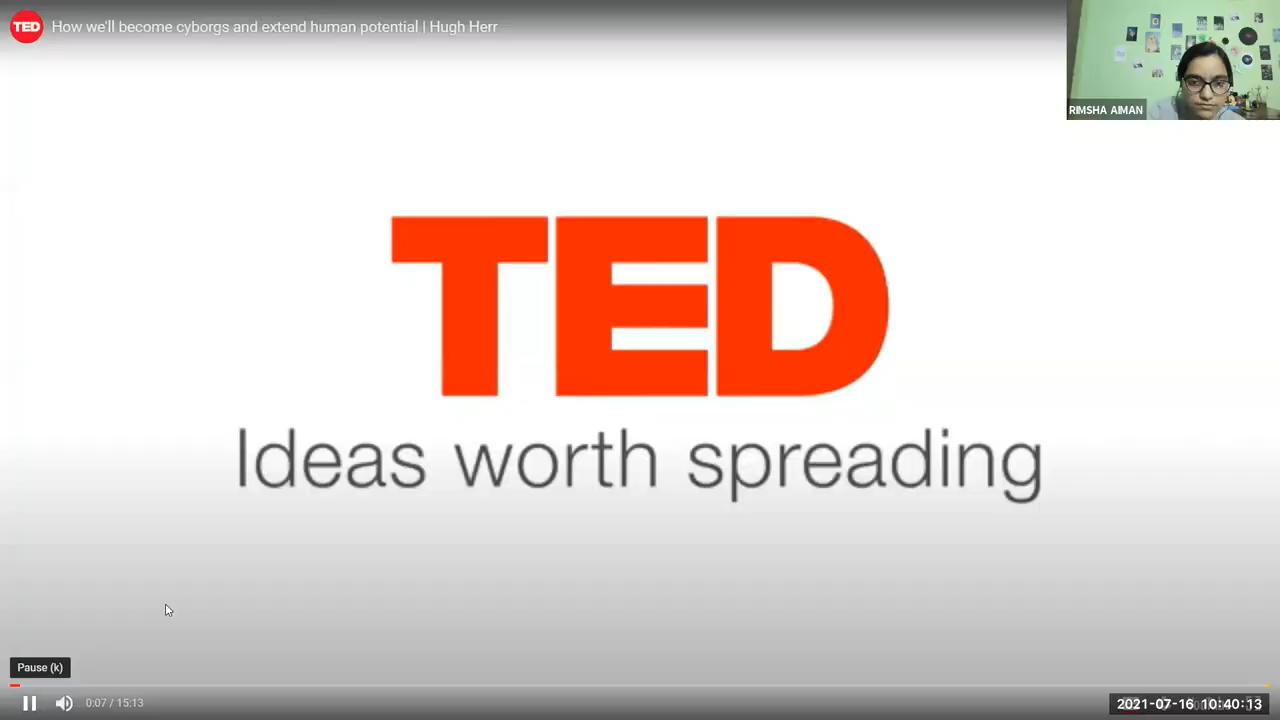 TED How we'll become cyborgs and extend human potential | Hugh Herr
RIMSHA AIMAN
TED
Ideas worth spreading
Pause (k)
0:07 / 15:13
2021-07-16 10:40:13